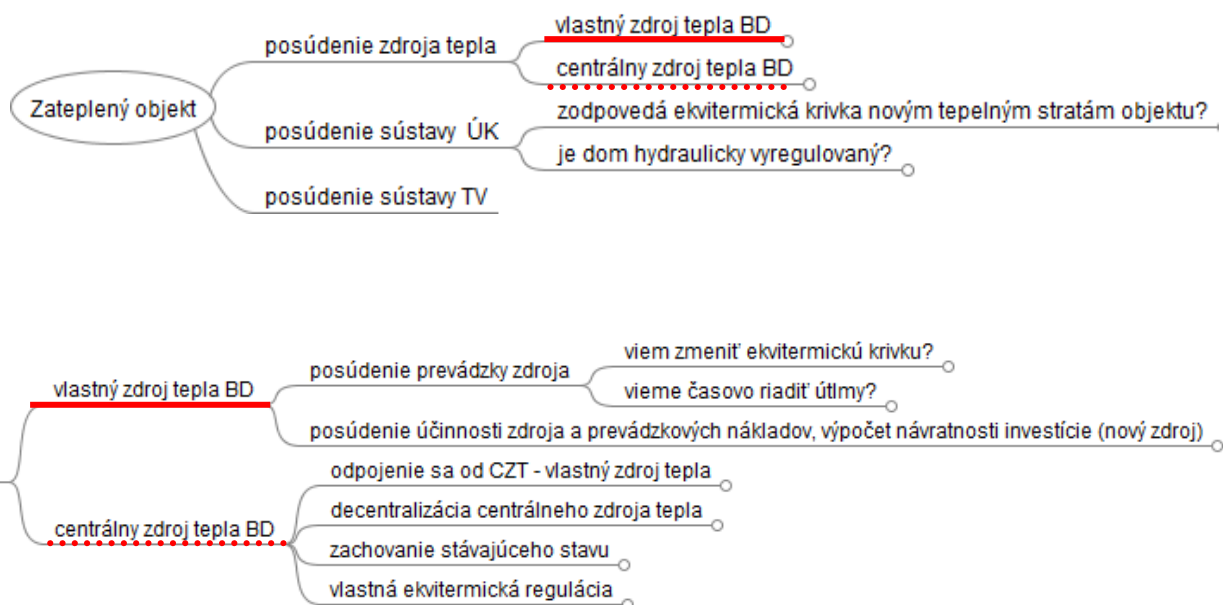 vlastný zdroj tepla BD
posúdenie zdroja tepla
centrálny zdroj tepla BD
Zateplený objekt
zodpovedá ekvitermická krivka novým tepelným stratám objektu?
posúdenie sústavy ÚK
je dom hydraulicky vyregulovaný?
posúdenie sústavy TV
viem zmeniť ekvitermickú krivku?
posúdenie prevádzky zdroja
vlastný zdroj tepla BD
vieme časovo riadiť útlmy?
posúdenie účinnosti zdroja a prevádzkových nákladov, výpočet návratnosti investície (nový zdroj)
odpojenie sa od CZT - vlastný zdroj tepla
decentralizácia centrálneho zdroja tepla
centrálny zdroj tepla BD
zachovanie stávajúceho stavu
vlastná ekvitermická regulácia